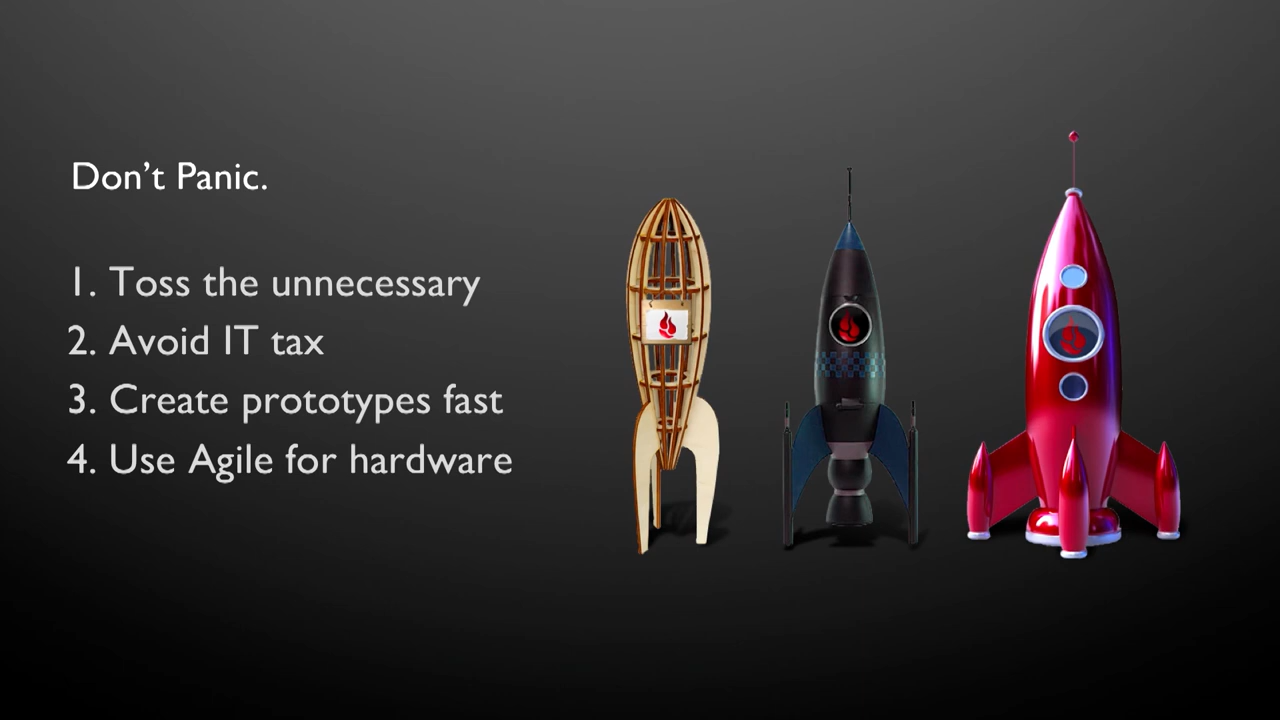 Don’t Panic.
1. Toss the unnecessary
2. Avoid IT tax
3. Create prototypes fast
4. Use Agile for hardware